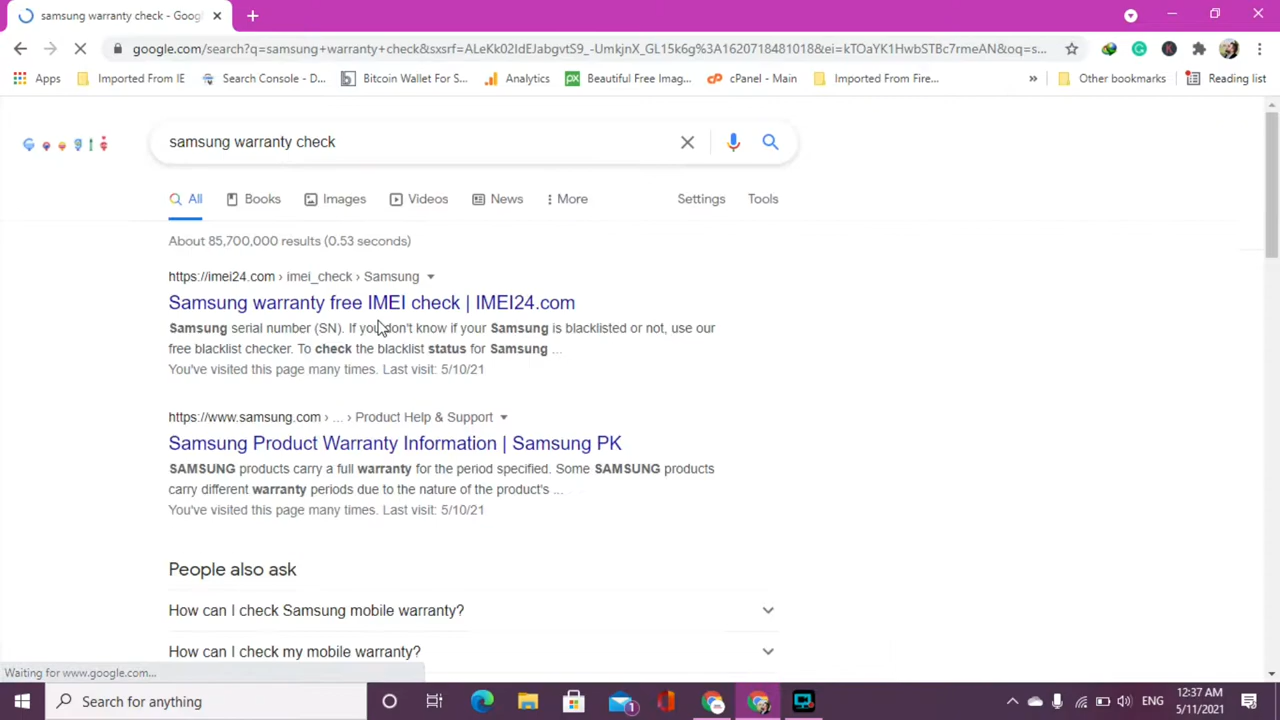 samsung warranty check - Goog
google.com/search?q=samsung+warranty+check&sxsrf=ALeKk02IdEJabgvtS9_-UmkjnX_GL15k6g%3A1620718481018&ei=kTOaYK1HwbSTBc7rmeAN&oq=s...
Apps Imported From IE Search Console - D... Bitcoin Wallet For S... Analytics Beautiful Free Imag... cPanel - Main Imported From Fire... » Other bookmarks Reading list
samsung warranty check
All Books Images Videos News More Settings Tools
About 85,700,000 results (0.53 seconds)
https://imei24.com › imei_check › Samsung
Samsung warranty free IMEI check | IMEI24.com
Samsung serial number (SN). If you don't know if your Samsung is blacklisted or not, use our
free blacklist checker. To check the blacklist status for Samsung ...
You've visited this page many times. Last visit: 5/10/21
https://www.samsung.com › ... › Product Help & Support
Samsung Product Warranty Information | Samsung PK
SAMSUNG products carry a full warranty for the period specified. Some SAMSUNG products
carry different warranty periods due to the nature of the product's ...
You've visited this page many times. Last visit: 5/10/21
People also ask
How can I check Samsung mobile warranty?
How can I check my mobile warranty?
Waiting for www.google.com...
Search for anything
1
ENG
12:37 AM
5/11/2021